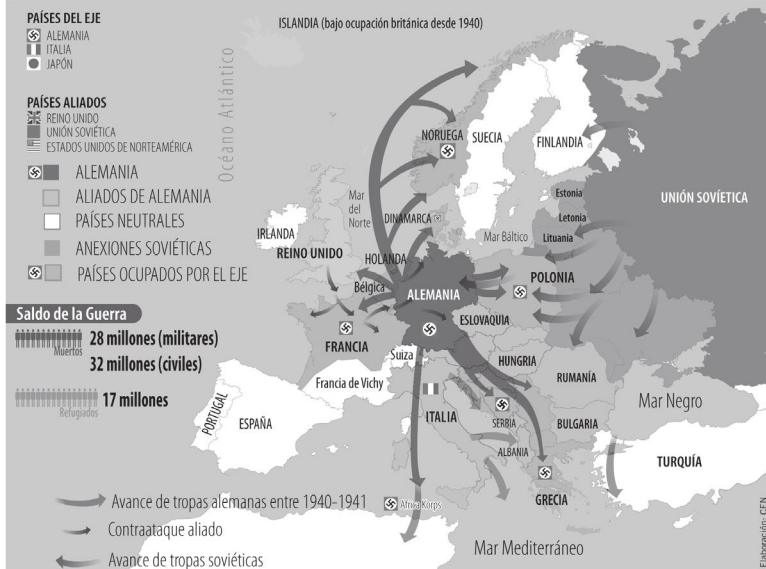 PAÍSES DEL EJE
ALEMANIA
ITALIA
JAPÓN
PAÍSES ALIADOS
REINO UNIDO
UNIÓN SOVIÉTICA
ESTADOS UNIDOS DE NORTEAMÉRICA
ALEMANIA
ALIADOS DE ALEMANIA
PAÍSES NEUTRALES
ANEXIONES SOVIÉTICAS
PAÍSES OCUPADOS POR EL EJE
Saldo de la Guerra
28 millones (militares)
Muertos
32 millones (civiles)
17 millones
Refugiados
ISLANDIA (bajo ocupación británica desde 1940)
Océano Atlántico
NORUEGA
SUECIA
FINLANDIA
UNIÓN SOVÍETICA
Estonia
Letonia
Lituania
Mar
del
Norte
DINAMARCA
Mar Báltico
IRLANDA
REINO UNIDO
HOLANDA
Bélgica
ALEMANIA
POLONIA
ESLOVAQUIA
FRANCIA
Suiza
HUNGRIA
RUMANÍA
Francia de Vichy
Mar Negro
PORTUGAL
ESPAÑA
ITALIA
SERBIA
BULGARIA
ALBANIA
TURQUÍA
GRECIA
Avance de tropas alemanas entre 1940-1941
Afrika Korps
Contraataque aliado
Avance de tropas soviéticas
Mar Mediterráneo
Elaboración: CEN